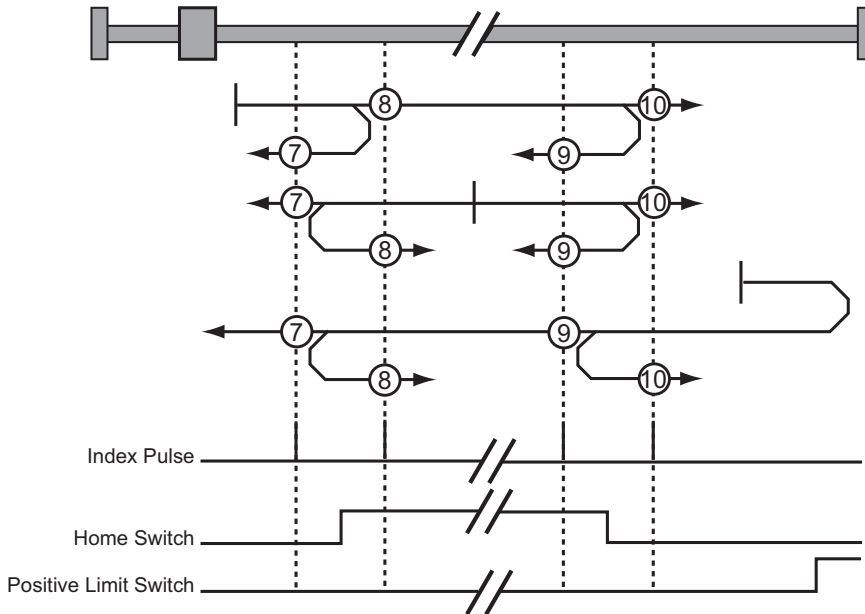 8 10
7 9
7 10
8 9
7 9
8 10
Index Pulse
Home Switch
Positive Limit Switch